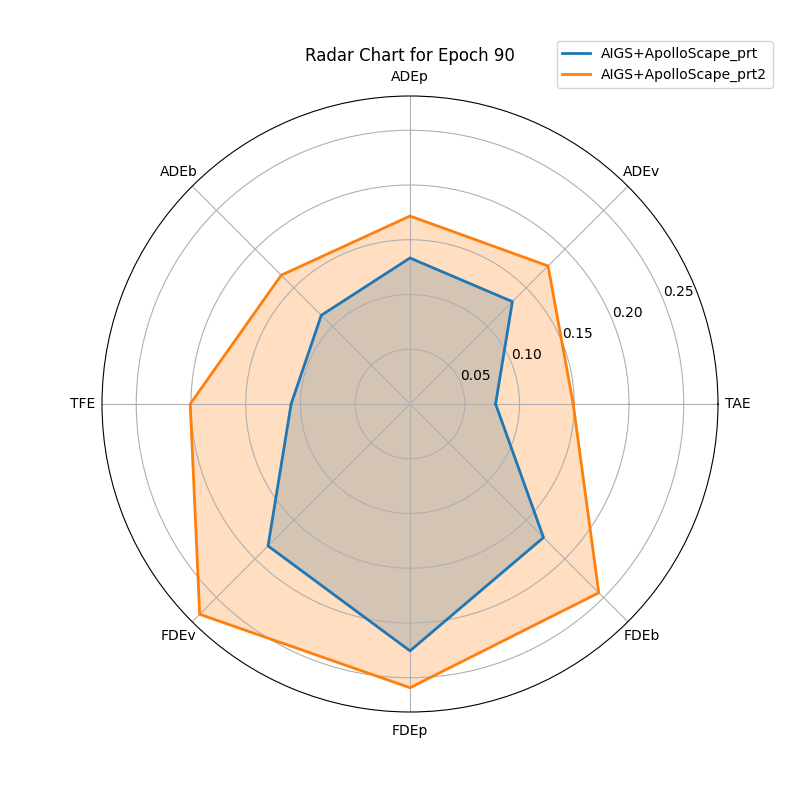 Radar Chart for Epoch 90
AIGS+ApolloScape_prt
AIGS+ApolloScape_prt2
ADEp
ADEb
ADEv
0.25
0.20
0.15
0.10
0.05
TFE
TAE
FDEv
FDEb
FDEp